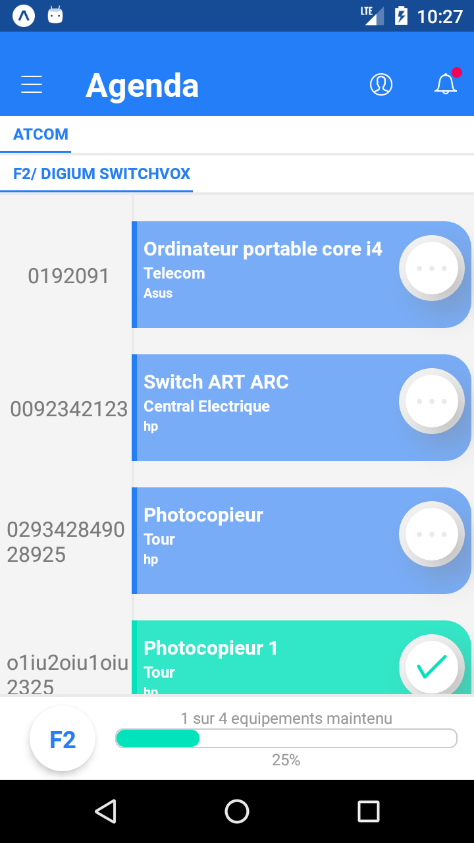 LTE 10:27
Agenda
ATCOM
F2/ DIGIUM SWITCHVOX
0192091
Ordinateur portable core i4
Telecom
Asus
0092342123
Switch ART ARC
Central Electrique
hp
0293428490
28925
Photocopieur
Tour
hp
o1iu2oiu1oiu
2325
Photocopieur 1
Tour
hp
F2
1 sur 4 equipements maintenu
25%